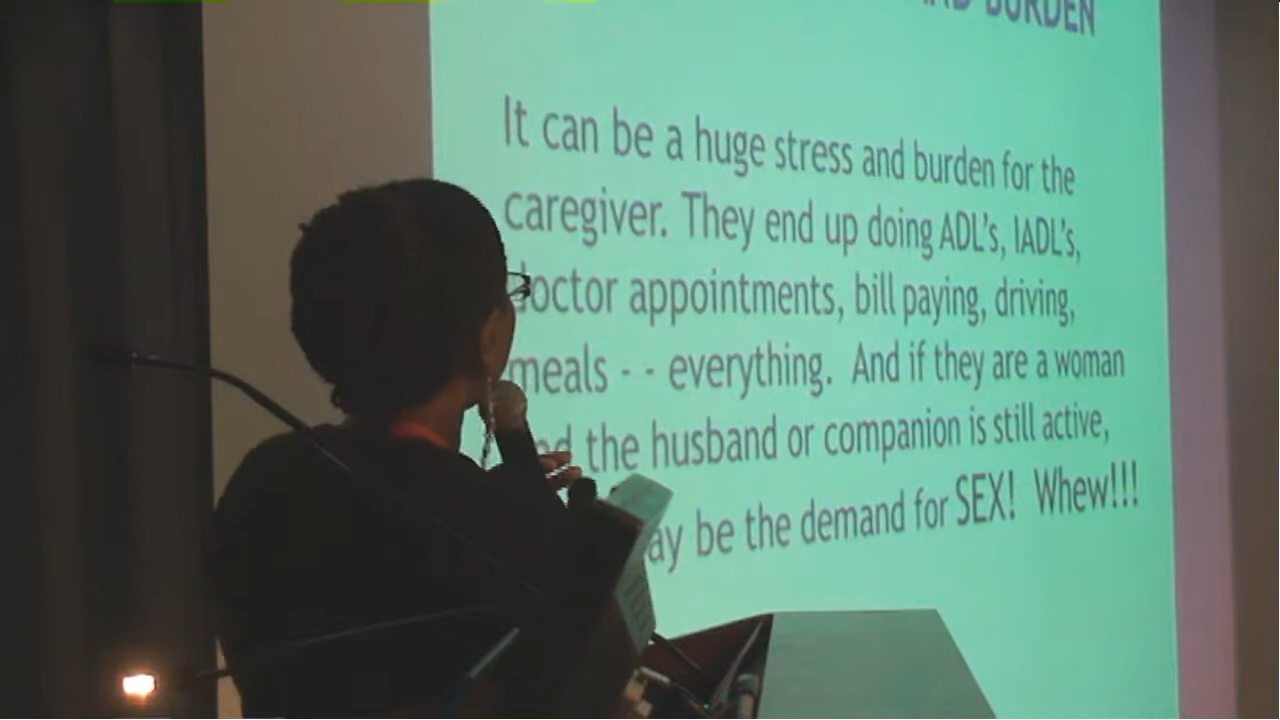 BURDEN
It can be a huge stress and burden for the
caregiver. They end up doing ADL's, IADL's,
doctor appointments, bill paying, driving,
meals - - everything.  And if they are a woman
the husband or companion is still active,
be the demand for SEX!  Whew!!!